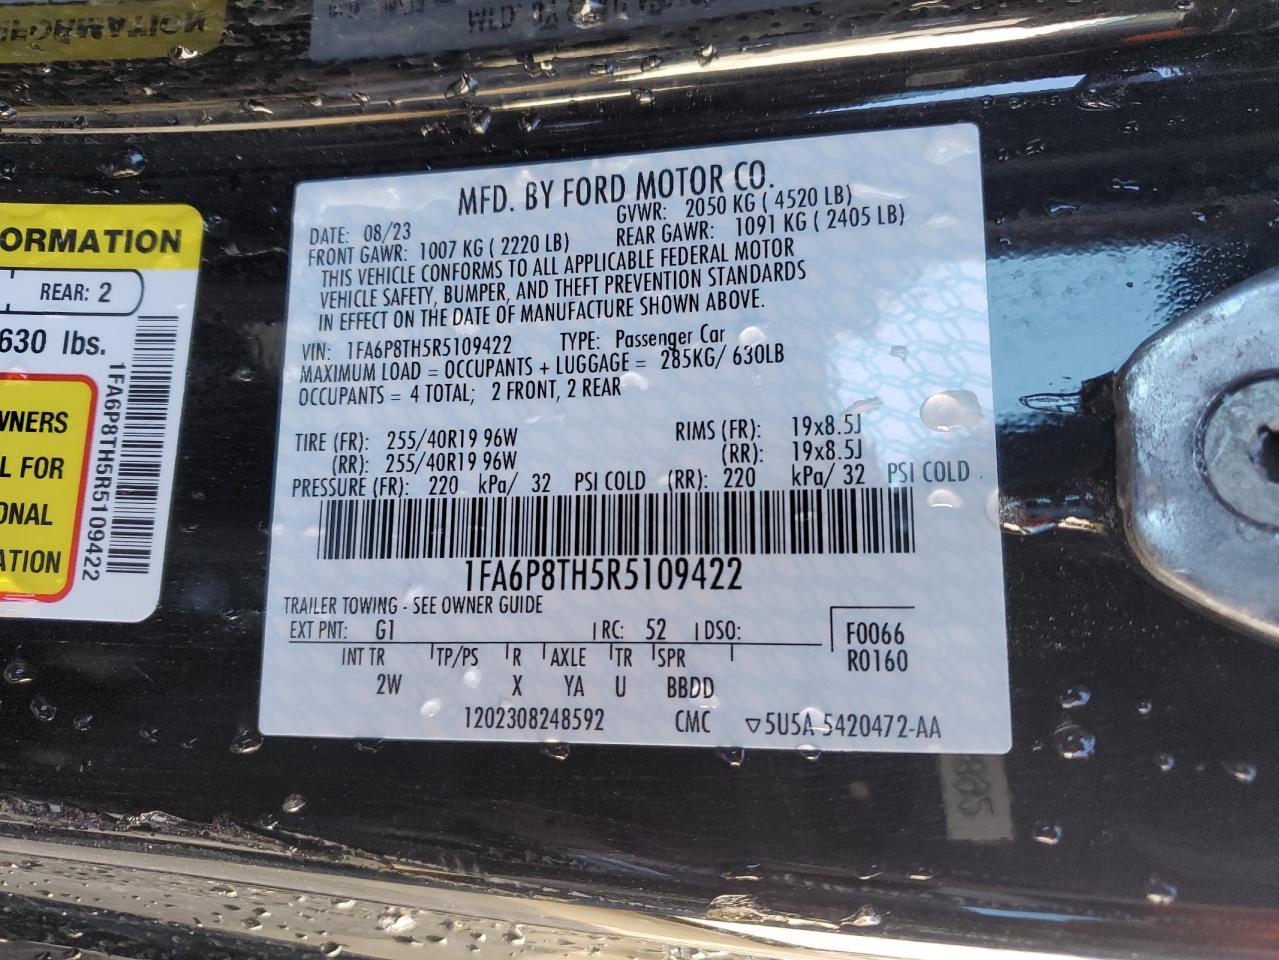 ORMATION
REAR: 2
630 lbs.
WNERS
L FOR
ONAL
ATION
1FA6P8TH5R5109422
MFD. BY FORD MOTOR CO.
DATE: 08/23 GVWR: 2050 KG ( 4520 LB)
FRONT GAWR: 1007 KG ( 2220 LB) REAR GAWR: 1091 KG ( 2405 LB)
THIS VEHICLE CONFORMS TO ALL APPLICABLE FEDERAL MOTOR
VEHICLE SAFETY, BUMPER, AND THEFT PREVENTION STANDARDS
IN EFFECT ON THE DATE OF MANUFACTURE SHOWN ABOVE.
VIN: 1FA6P8TH5R5109422 TYPE: Passenger Car
MAXIMUM LOAD = OCCUPANTS + LUGGAGE = 285KG/ 630LB
OCCUPANTS = 4 TOTAL; 2 FRONT, 2 REAR
TIRE (FR): 255/40R19 96W RIMS (FR): 19x8.5J
(RR): 255/40R19 96W (RR): 19x8.5J
PRESSURE (FR): 220 kPa/ 32 PSI COLD (RR): 220 kPa/ 32 PSI COLD
1FA6P8TH5R5109422
TRAILER TOWING - SEE OWNER GUIDE
EXT PNT: G1 RC: 52 DSO: F0066
INT TR TP/PS R AXLE TR SPR R0160
2W X YA U BBDD
1202308248592 CMC ▽5U5A-5420472-AA